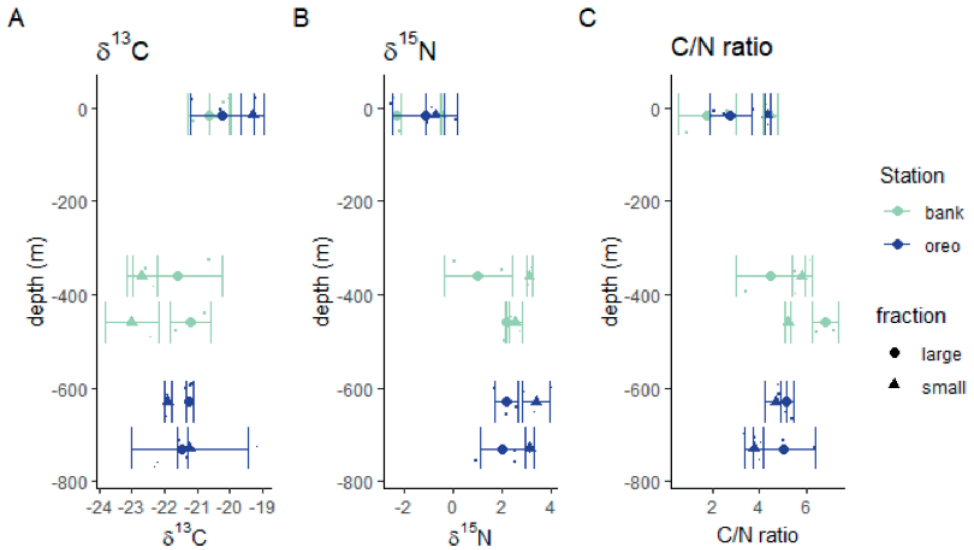 A
δ13C
depth (m)
0
-200
-400
-600
-800
-24 -23 -22 -21 -20 -19
δ13C
B
δ15N
depth (m)
0
-200
-400
-600
-800
-2 0 2 4
δ15N
C
C/N ratio
depth (m)
0
-200
-400
-600
-800
2 4 6
C/N ratio
Station
bank
oreo
fraction
large
small